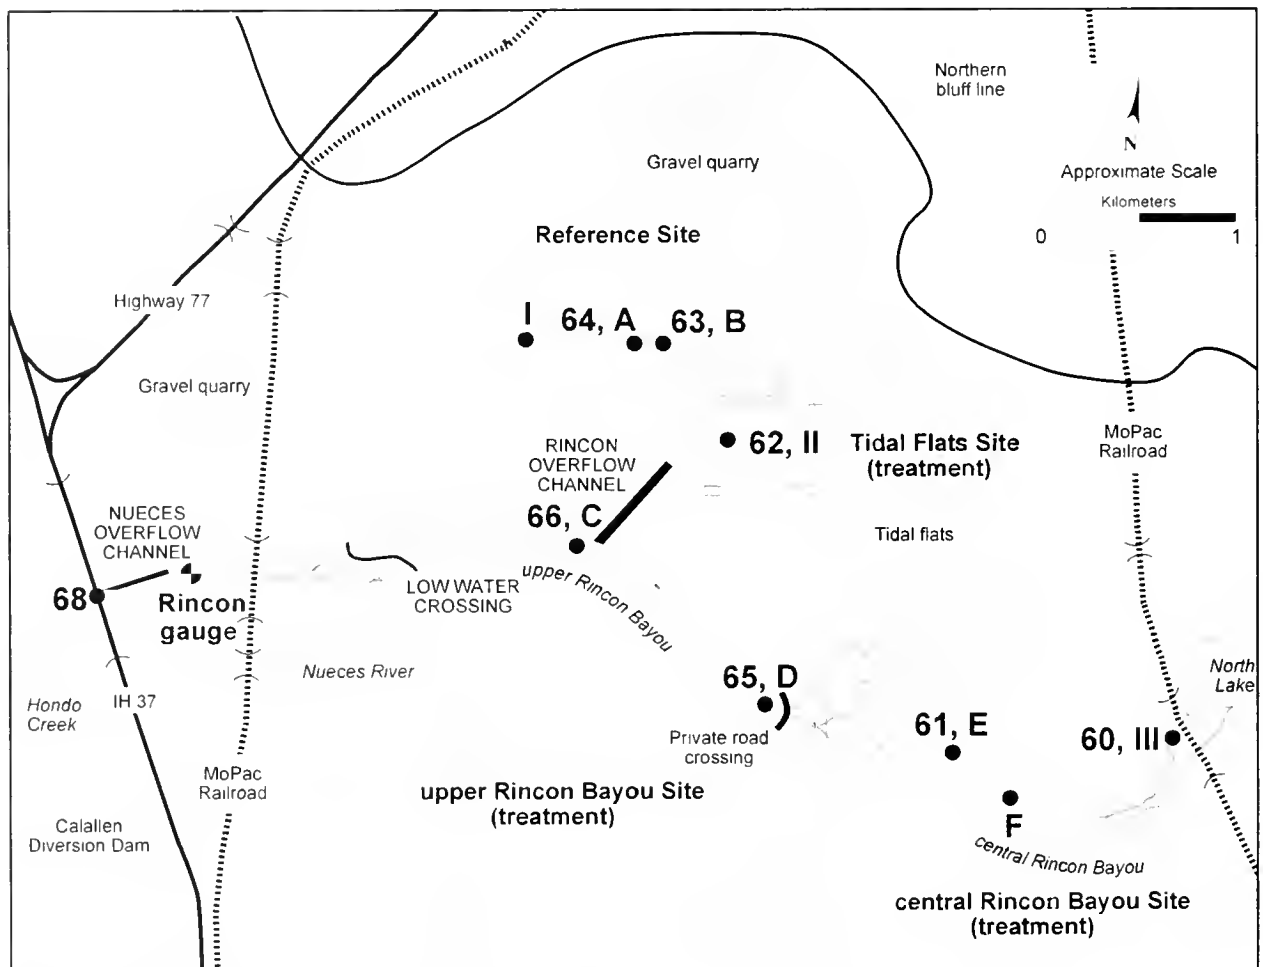 Northern
bluff line
N
Approximate Scale
Kilometers
0
1
Gravel quarry
Reference Site
Highway 77
I
64, A
63, B
Gravel quarry
MoPac
Railroad
RINCON
OVERFLOW
CHANNEL
62, II
Tidal Flats Site
(treatment)
66, C
Tidal flats
NUECES
OVERFLOW
CHANNEL
upper Rincon Bayou
LOW WATER
CROSSING
68
Rincon
gauge
Nueces River
North
Lake
65, D
Hondo
Creek
IH 37
61, E
60, III
Private road
crossing
MoPac
Railroad
upper Rincon Bayou Site
(treatment)
F
Calallen
Diversion Dam
central Rincon Bayou
central Rincon Bayou Site
(treatment)